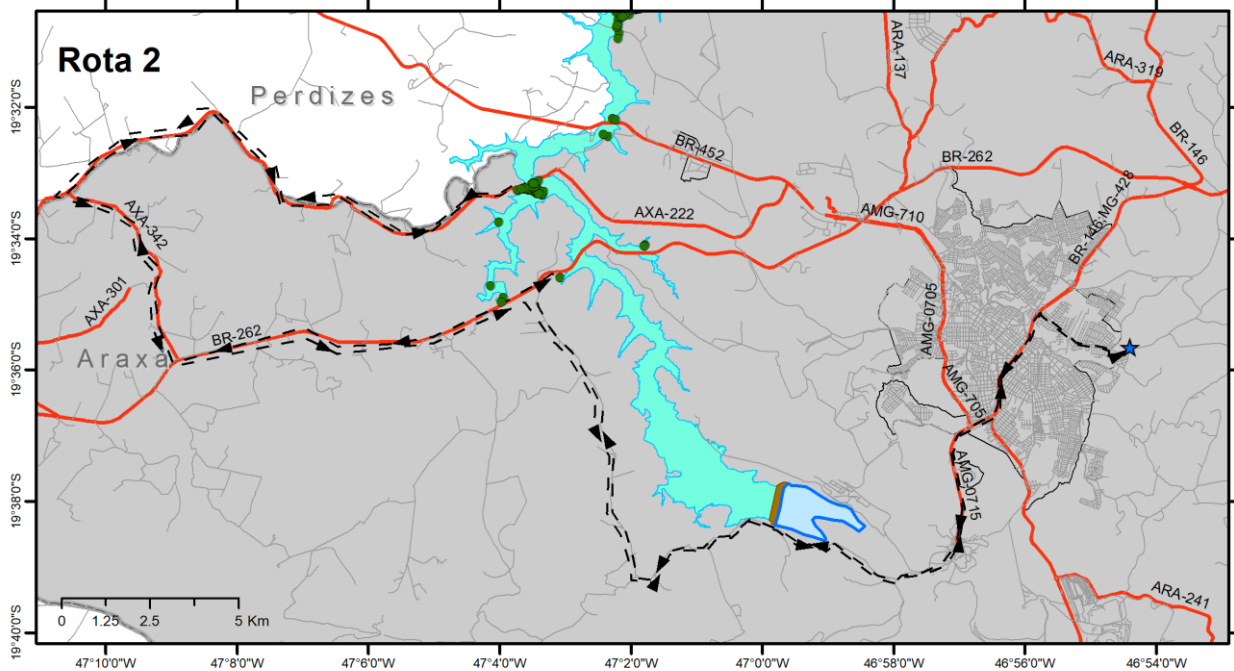 Rota 2
Perdizes
ARA-137
ARA-319
BR-146
BR-452
BR-262
AXA-222
AMG-710
BR-146;MG-428
AXA-342
AXA-301
BR-262
Araxá
AMG-0705
AMG-705
AMG-0715
ARA-241
0 1.25 2.5 5 Km
19°32'0"S
19°34'0"S
19°36'0"S
19°38'0"S
19°40'0"S
47°10'0"W 47°8'0"W 47°6'0"W 47°4'0"W 47°2'0"W 47°0'0"W 46°58'0"W 46°56'0"W 46°54'0"W